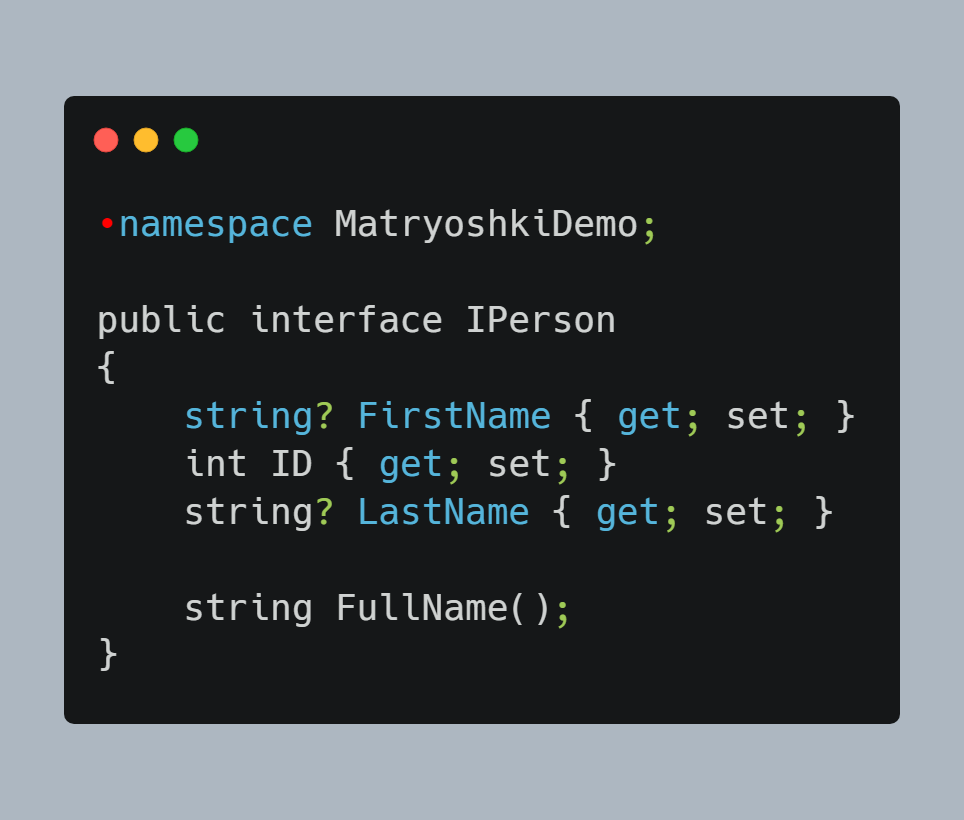 •namespace MatryoshkiDemo;
public interface IPerson
{
    string? FirstName { get; set; }
    int ID { get; set; }
    string? LastName { get; set; }
    string FullName();
}